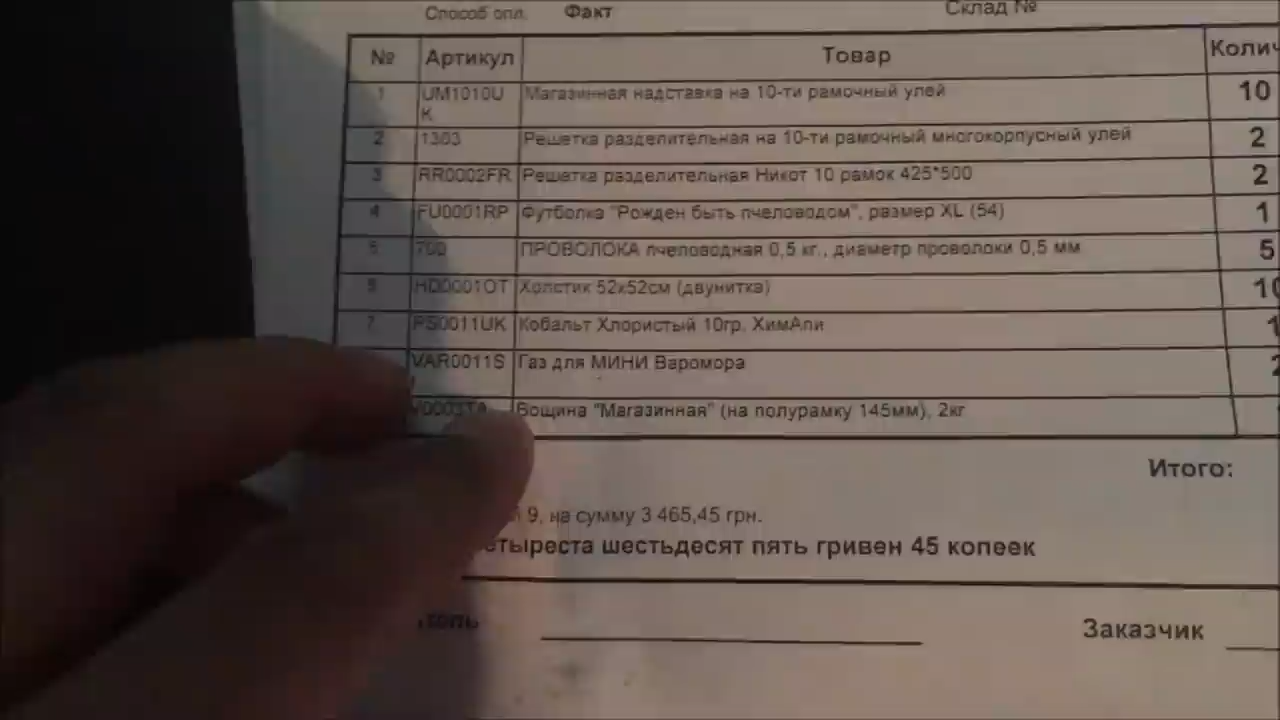 Способ опл. Факт Склад №
№ Артикул Товар Колич
1 UM1010U Магазинная надставка на 10-ти рамочный улей 10
К
2 1303 Решетка разделительная на 10-ти рамочный многокорпусный улей 2
3 RR0002FR Решетка разделительная Никот 10 рамок 425*500 2
4 FU0001RP Футболка "Рожден быть пчеловодом", размер XL (54) 1
5 700 ПРОВОЛОКА пчеловодная 0,5 кг., диаметр проволоки 0,5 мм 5
6 HD0001OT Холстик 52х52см (двунитка) 10
7 PS0011UK Кобальт Хлористый 10гр. ХимАпи
VAR0011S Газ для МИНИ Варомора 2
Вощина "Магазинная" (на полурамку 145мм), 2кг
Итого:
9, на сумму 3 465,45 грн.
етыреста шестьдесят пять гривен 45 копеек
Заказчик